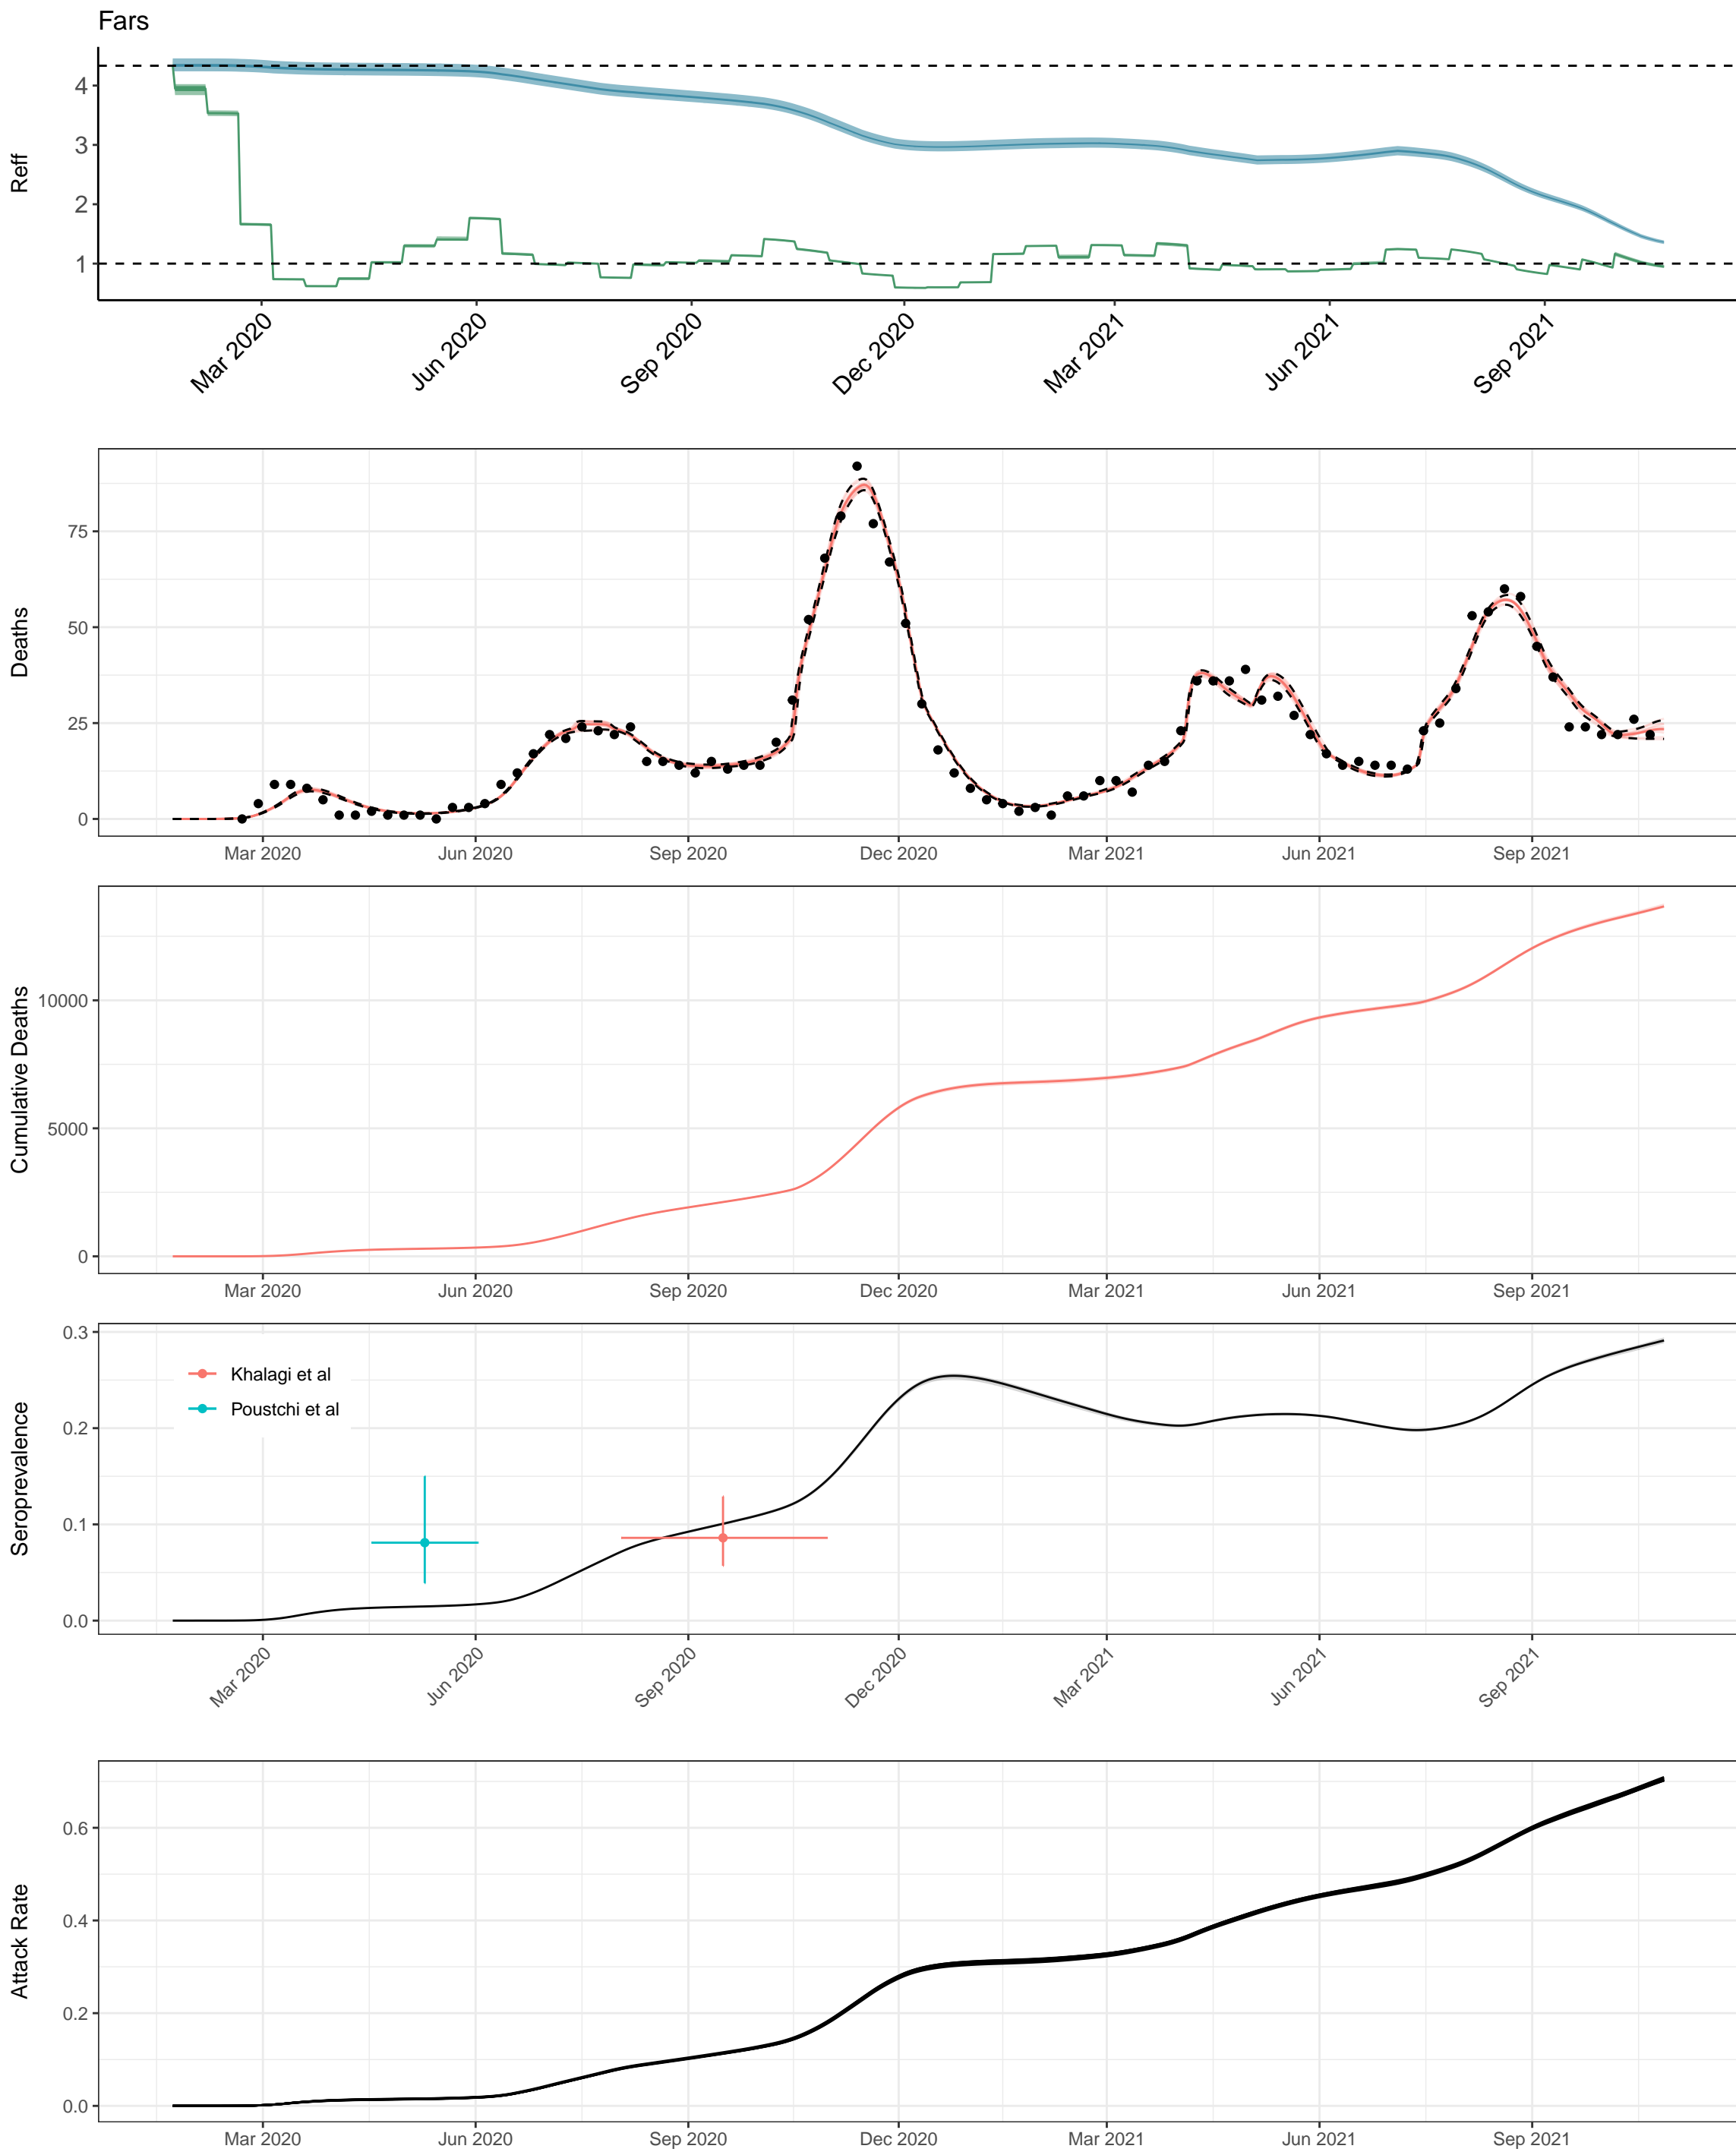 Fars
Reff
4
3
2
1
Mar 2020
Jun 2020
Sep 2020
Dec 2020
Mar 2021
Jun 2021
Sep 2021
Deaths
75
50
25
0
Mar 2020
Jun 2020
Sep 2020
Dec 2020
Mar 2021
Jun 2021
Sep 2021
Cumulative Deaths
10000
5000
0
Mar 2020
Jun 2020
Sep 2020
Dec 2020
Mar 2021
Jun 2021
Sep 2021
Seroprevalence
0.3
0.2
0.1
0.0
Khalagi et al
Poustchi et al
Mar 2020
Jun 2020
Sep 2020
Dec 2020
Mar 2021
Jun 2021
Sep 2021
Attack Rate
0.6
0.4
0.2
0.0
Mar 2020
Jun 2020
Sep 2020
Dec 2020
Mar 2021
Jun 2021
Sep 2021